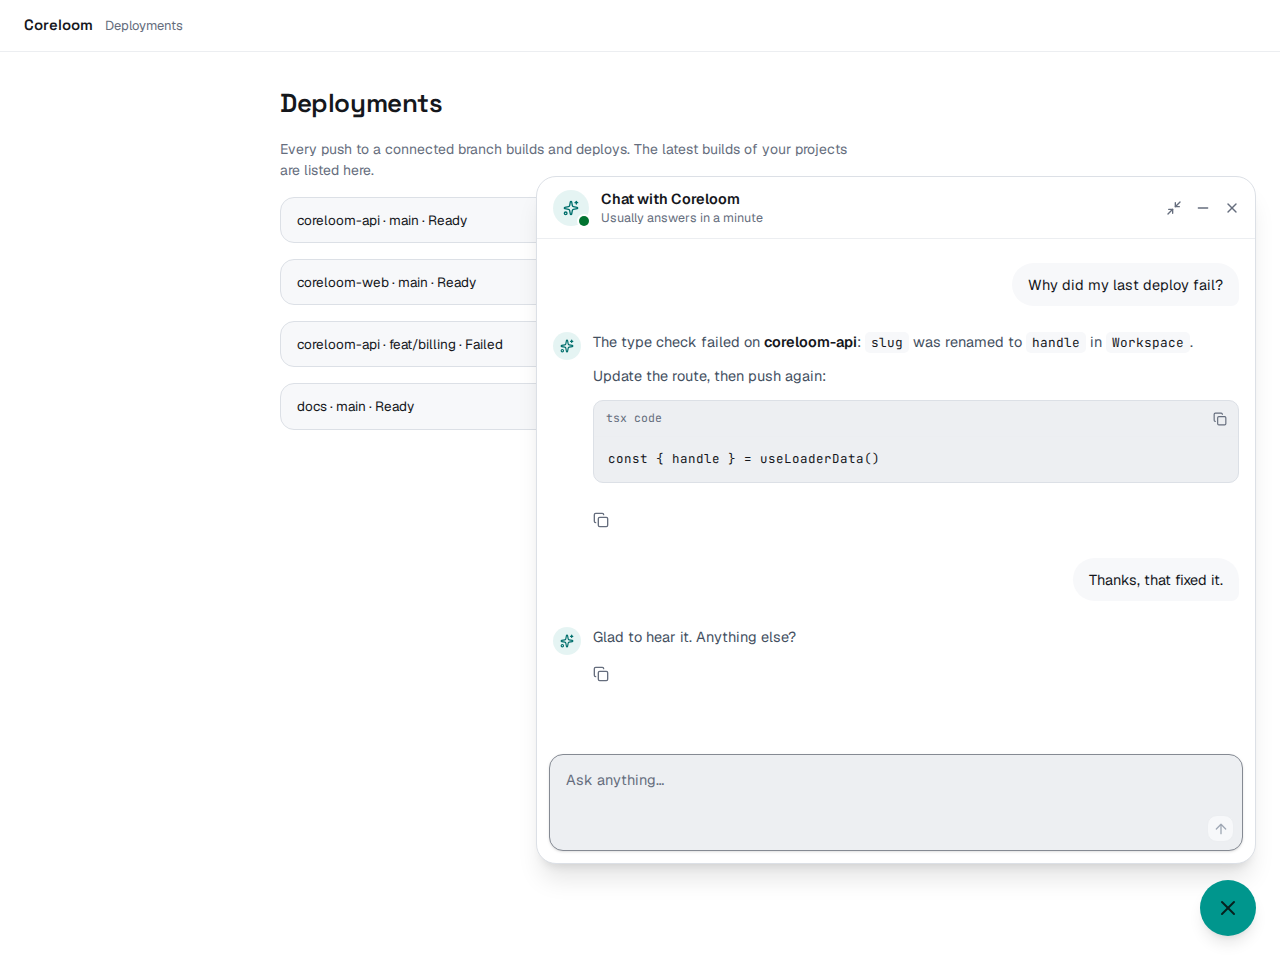 Coreloom Deployments
Deployments
Every push to a connected branch builds and deploys. The latest builds of your projects
are listed here.
coreloom-api · main · Ready
coreloom-web · main · Ready
coreloom-api · feat/billing · Failed
docs · main · Ready
Chat with Coreloom
Usually answers in a minute
Why did my last deploy fail?
The type check failed on coreloom-api: slug was renamed to handle in Workspace.
Update the route, then push again:
tsx code
const { handle } = useLoaderData()
Thanks, that fixed it.
Glad to hear it. Anything else?
Ask anything…